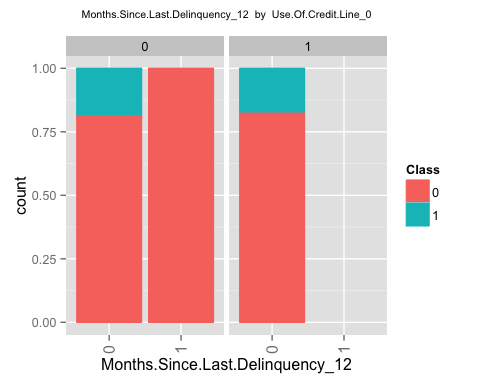 Months.Since.Last.Delinquency_12 by Use.Of.Credit.Line_0
0 1
1.00
0.75
0.50
0.25
0.00
count
0 1 0 1
Months.Since.Last.Delinquency_12
Class
0
1